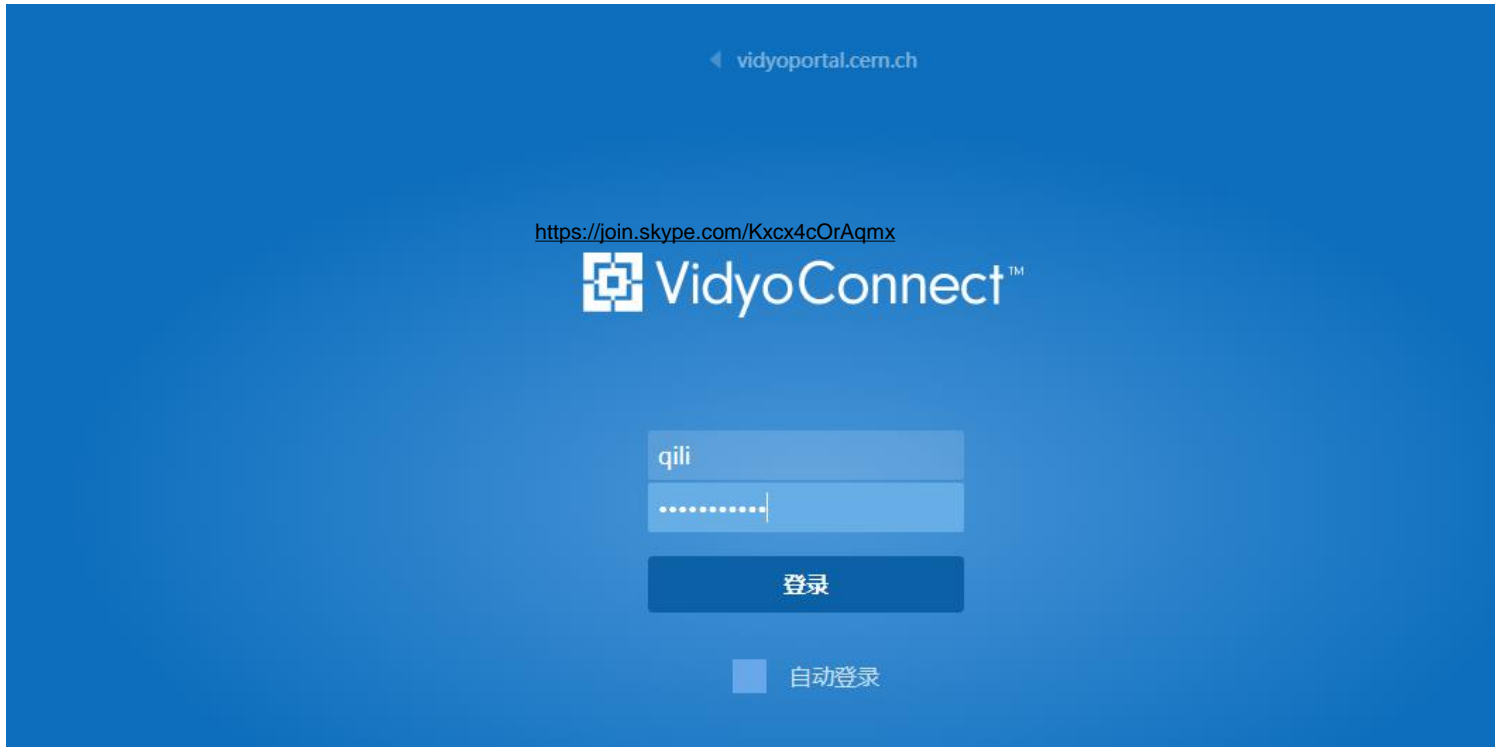 vidyoportal.cern.ch
https://join.skype.com/Kxcx4cOrAqmx
VidyoConnect™
qili
•••••••••••
登录
自动登录